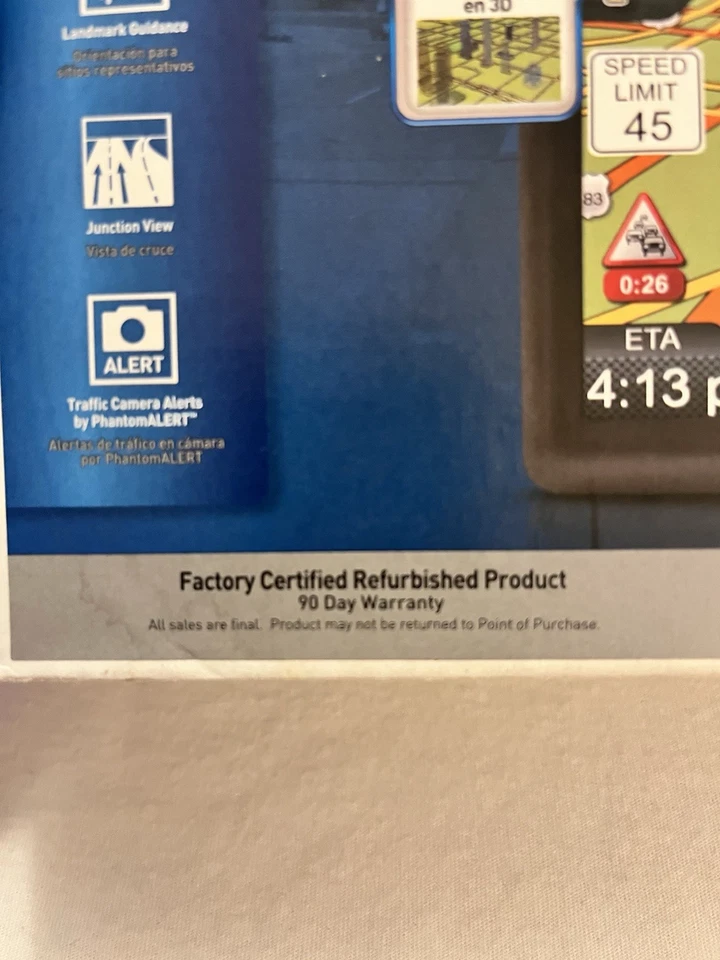 Landmark Guidance
Orientación para
sitios representativos
Junction View
Vista de cruce
ALERT
Traffic Camera Alerts
by PhantomALERT™
Alertas de tráfico en cámara
por PhantomALERT
en 3D
SPEED
LIMIT
45
83
0:26
ETA
4:13 p
Factory Certified Refurbished Product
90 Day Warranty
All sales are final. Product may not be returned to Point of Purchase.